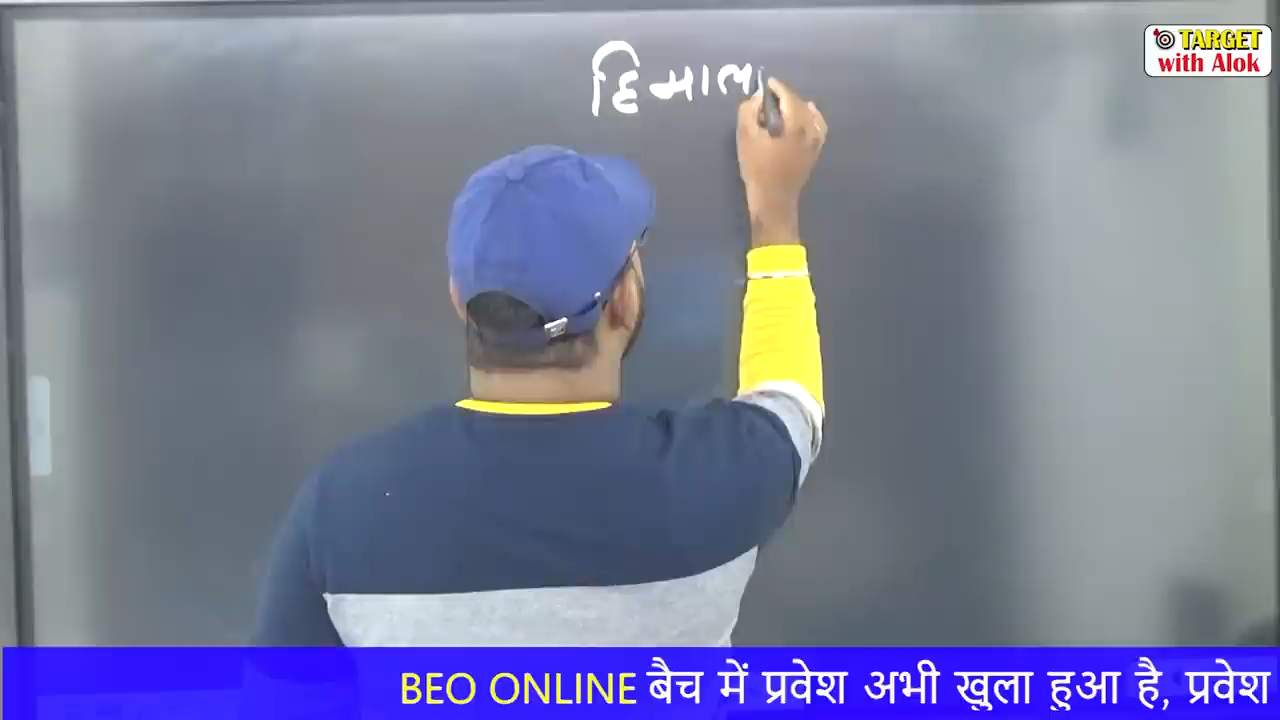 हिमाल
TARGET
with Alok
BEO ONLINE बैच में प्रवेश अभी खुला हुआ है, प्रवेश